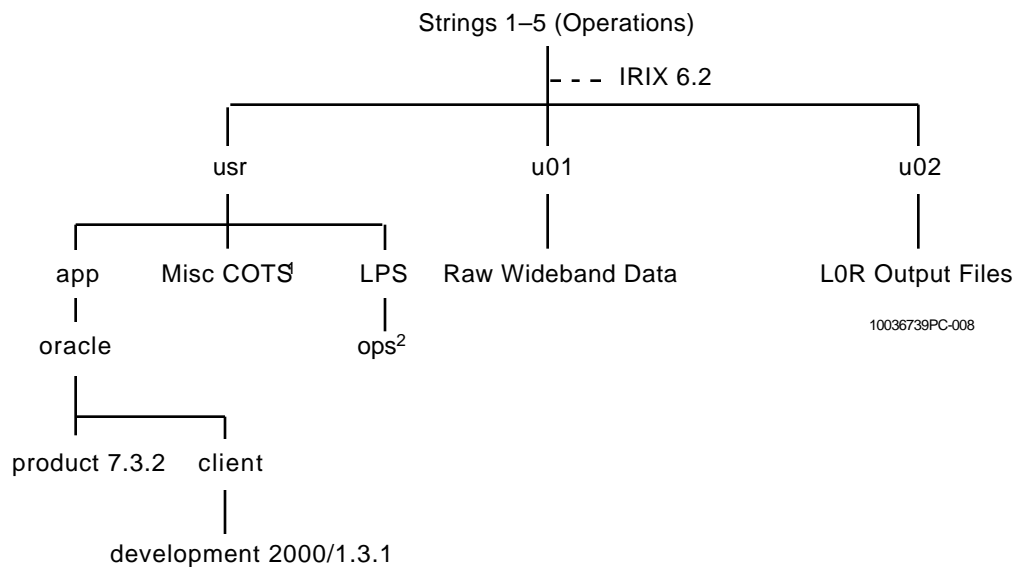 Strings 1–5 (Operations)
IRIX 6.2
usr u01 u02
app Misc COTS1 LPS Raw Wideband Data L0R Output Files
10036739PC-008
oracle ops2
product 7.3.2 client
development 2000/1.3.1